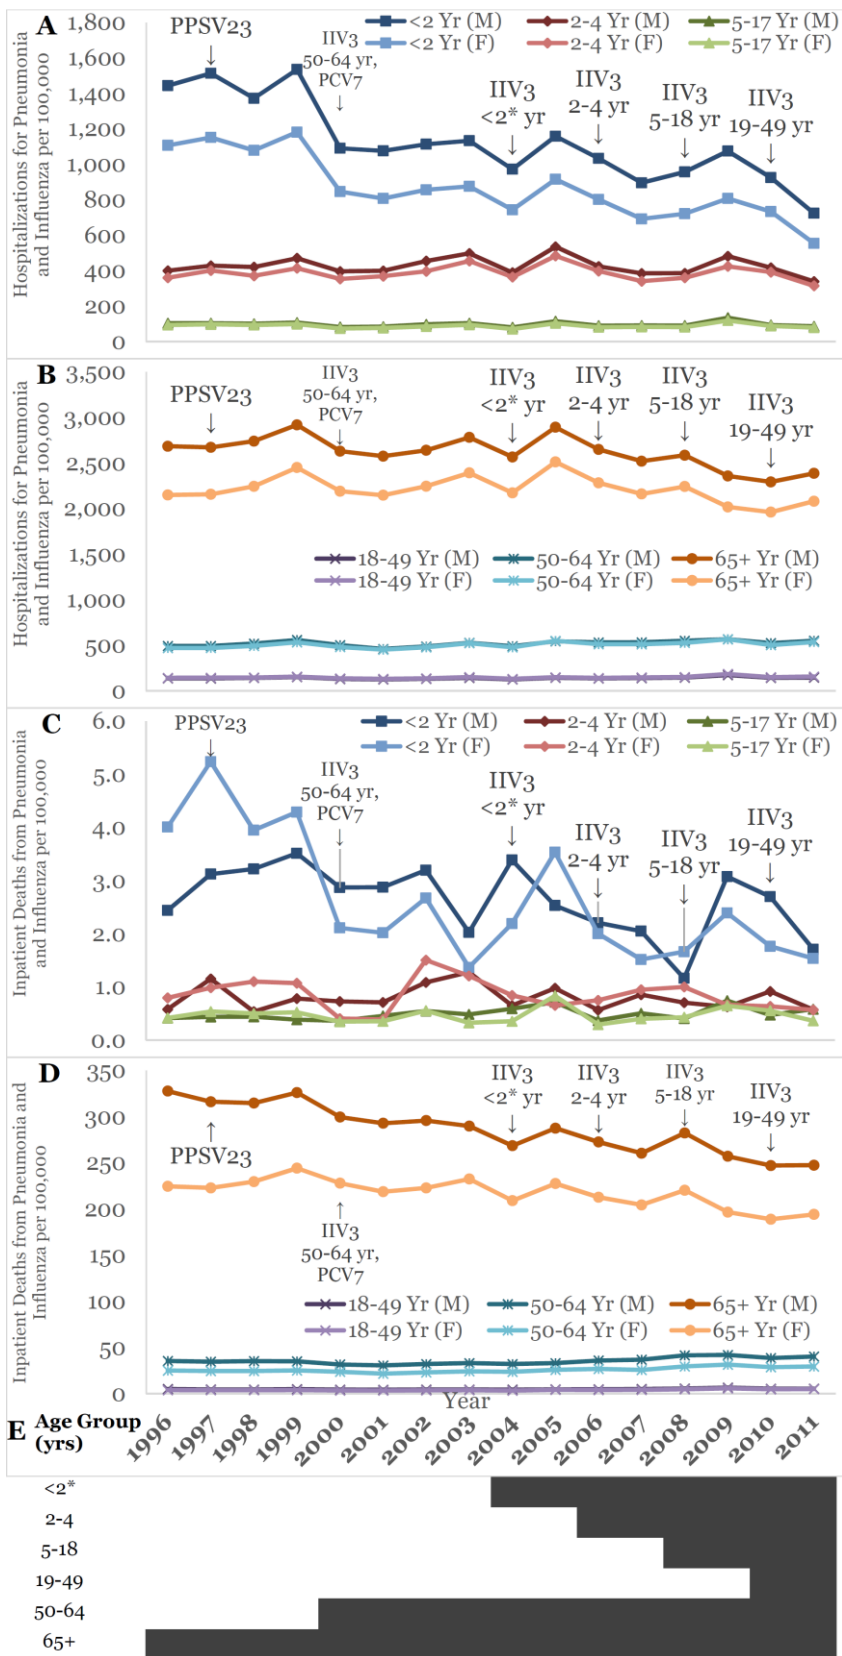 A
Hospitalizations for Pneumonia
and Influenza per 100,000
1,800
1,600
1,400
1,200
1,000
800
600
400
200
0
<2 Yr (M)
2-4 Yr (M)
5-17 Yr (M)
<2 Yr (F)
2-4 Yr (F)
5-17 Yr (F)
PPSV23
↓
IIV3
50-64 yr,
PCV7
↓
IIV3
<2* yr
↓
IIV3
2-4 yr
↓
IIV3
5-18 yr
↓
IIV3
19-49 yr
↓
B
Hospitalizations for Pneumonia
and Influenza per 100,000
3,500
3,000
2,500
2,000
1,500
1,000
500
0
PPSV23
↓
IIV3
50-64 yr,
PCV7
↓
IIV3
<2* yr
↓
IIV3
2-4 yr
↓
IIV3
5-18 yr
↓
IIV3
19-49 yr
↓
18-49 Yr (M)
50-64 Yr (M)
65+ Yr (M)
18-49 Yr (F)
50-64 Yr (F)
65+ Yr (F)
C
Inpatient Deaths from Pneumonia
and Influenza per 100,000
6.0
5.0
4.0
3.0
2.0
1.0
0.0
<2 Yr (M)
2-4 Yr (M)
5-17 Yr (M)
<2 Yr (F)
2-4 Yr (F)
5-17 Yr (F)
PPSV23
↓
IIV3
50-64 yr,
PCV7
↓
IIV3
<2* yr
↓
IIV3
2-4 yr
↓
IIV3
5-18 yr
↓
IIV3
19-49 yr
↓
D
Inpatient Deaths from Pneumonia and
Influenza per 100,000
350
300
250
200
150
100
50
0
↑
PPSV23
↑
IIV3
50-64 yr,
PCV7
IIV3
<2* yr
↓
IIV3
2-4 yr
↓
IIV3
5-18 yr
↓
IIV3
19-49 yr
↓
18-49 Yr (M)
50-64 Yr (M)
65+ Yr (M)
18-49 Yr (F)
50-64 Yr (F)
65+ Yr (F)
Year
1996 1997 1998 1999 2000 2001 2002 2003 2004 2005 2006 2007 2008 2009 2010 2011
E Age Group
(yrs)
<2*
2-4
5-18
19-49
50-64
65+